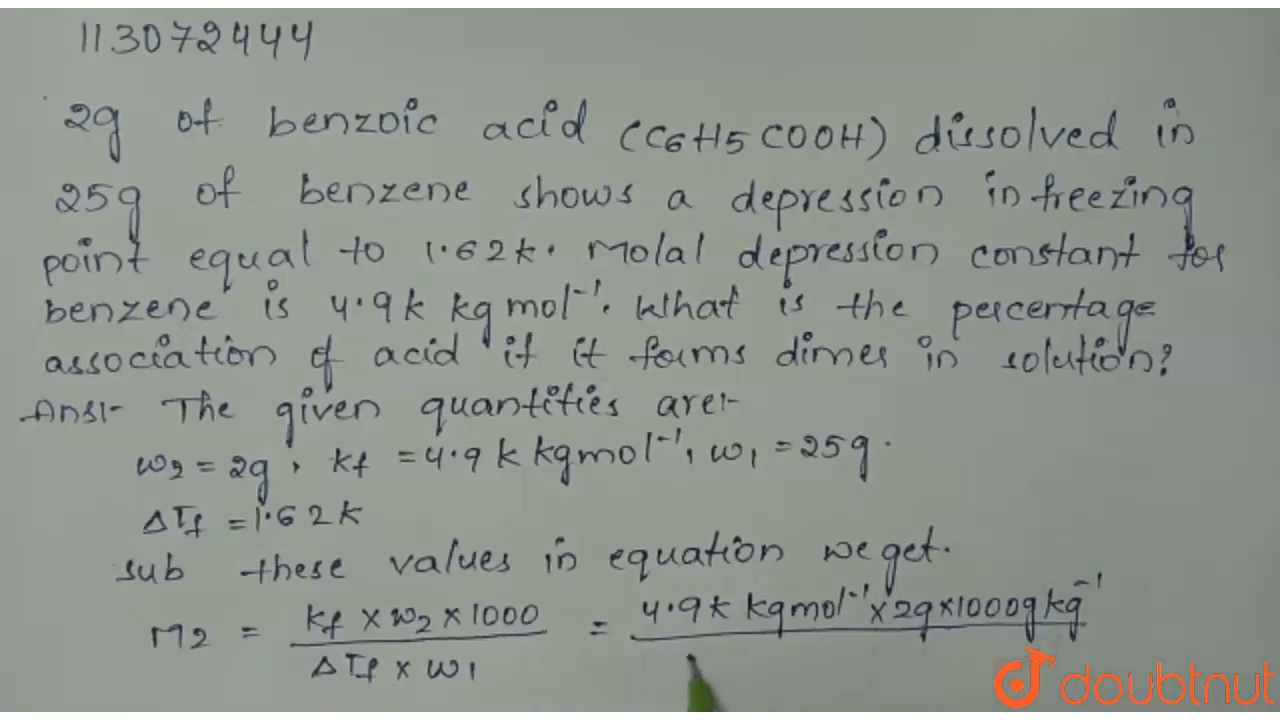 113072444
2g of benzoic acid (C6H5COOH) dissolved in
25g of benzene shows a depression in freezing
point equal to 1.62k. Molal depression constant for
benzene is 4.9k kg mol⁻¹. What is the percentage
association of acid if it forms dimer in solution?
Ans:- The given quantities are:-
w2 = 2g, kf = 4.9 k kgmol⁻¹, w1 = 25g.
ΔTf = 1.62k
sub these values in equation we get.
M2 = kf × w2 × 1000 / ΔTf × w1 = 4.9k kgmol⁻¹ × 2g × 1000g kg⁻¹
doubtnut